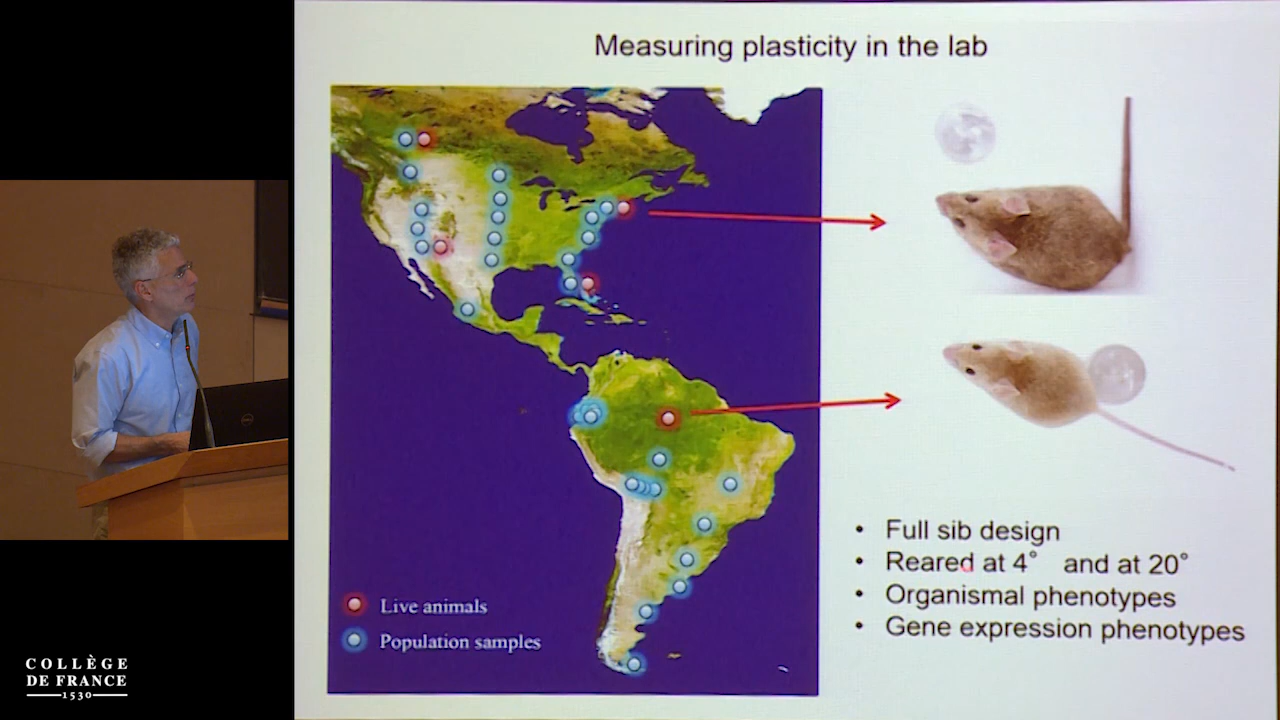 Measuring plasticity in the lab
Live animals
Population samples
• Full sib design
• Reared at 4° and at 20°
• Organismal phenotypes
• Gene expression phenotypes
COLLÈGE
DE FRANCE
1530